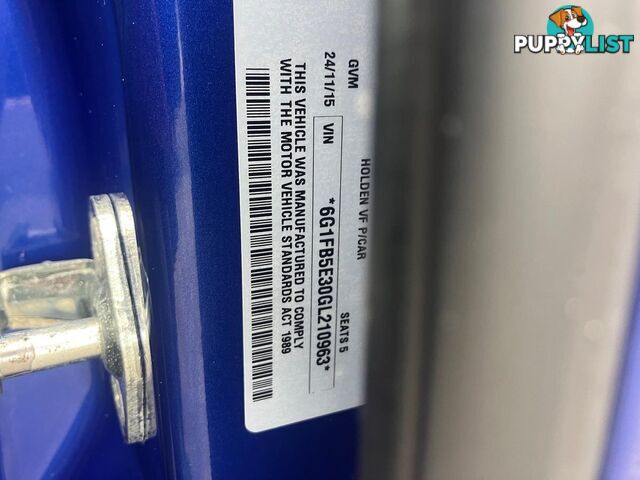 PUPPYLIST
HOLDEN VF P/CAR SEATS 5
GVM
24/11/15 VIN *6G1FB5E30GL210963*
THIS VEHICLE WAS MANUFACTURED TO COMPLY
WITH THE MOTOR VEHICLE STANDARDS ACT 1989